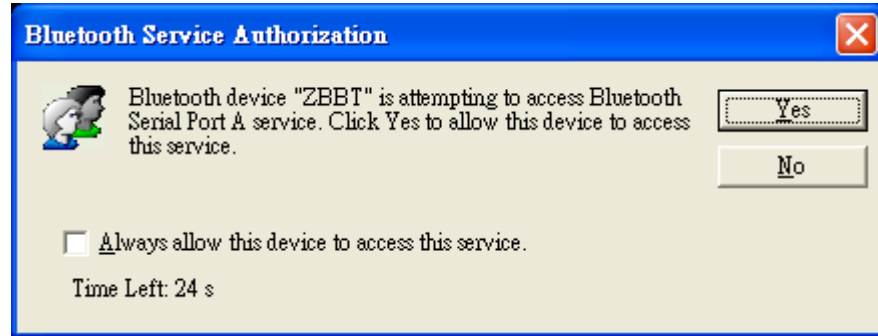 Bluetooth Service Authorization
Bluetooth device "ZBBT" is attempting to access Bluetooth
Serial Port A service. Click Yes to allow this device to access
this service.
Yes
No
Always allow this device to access this service.
Time Left: 24 s